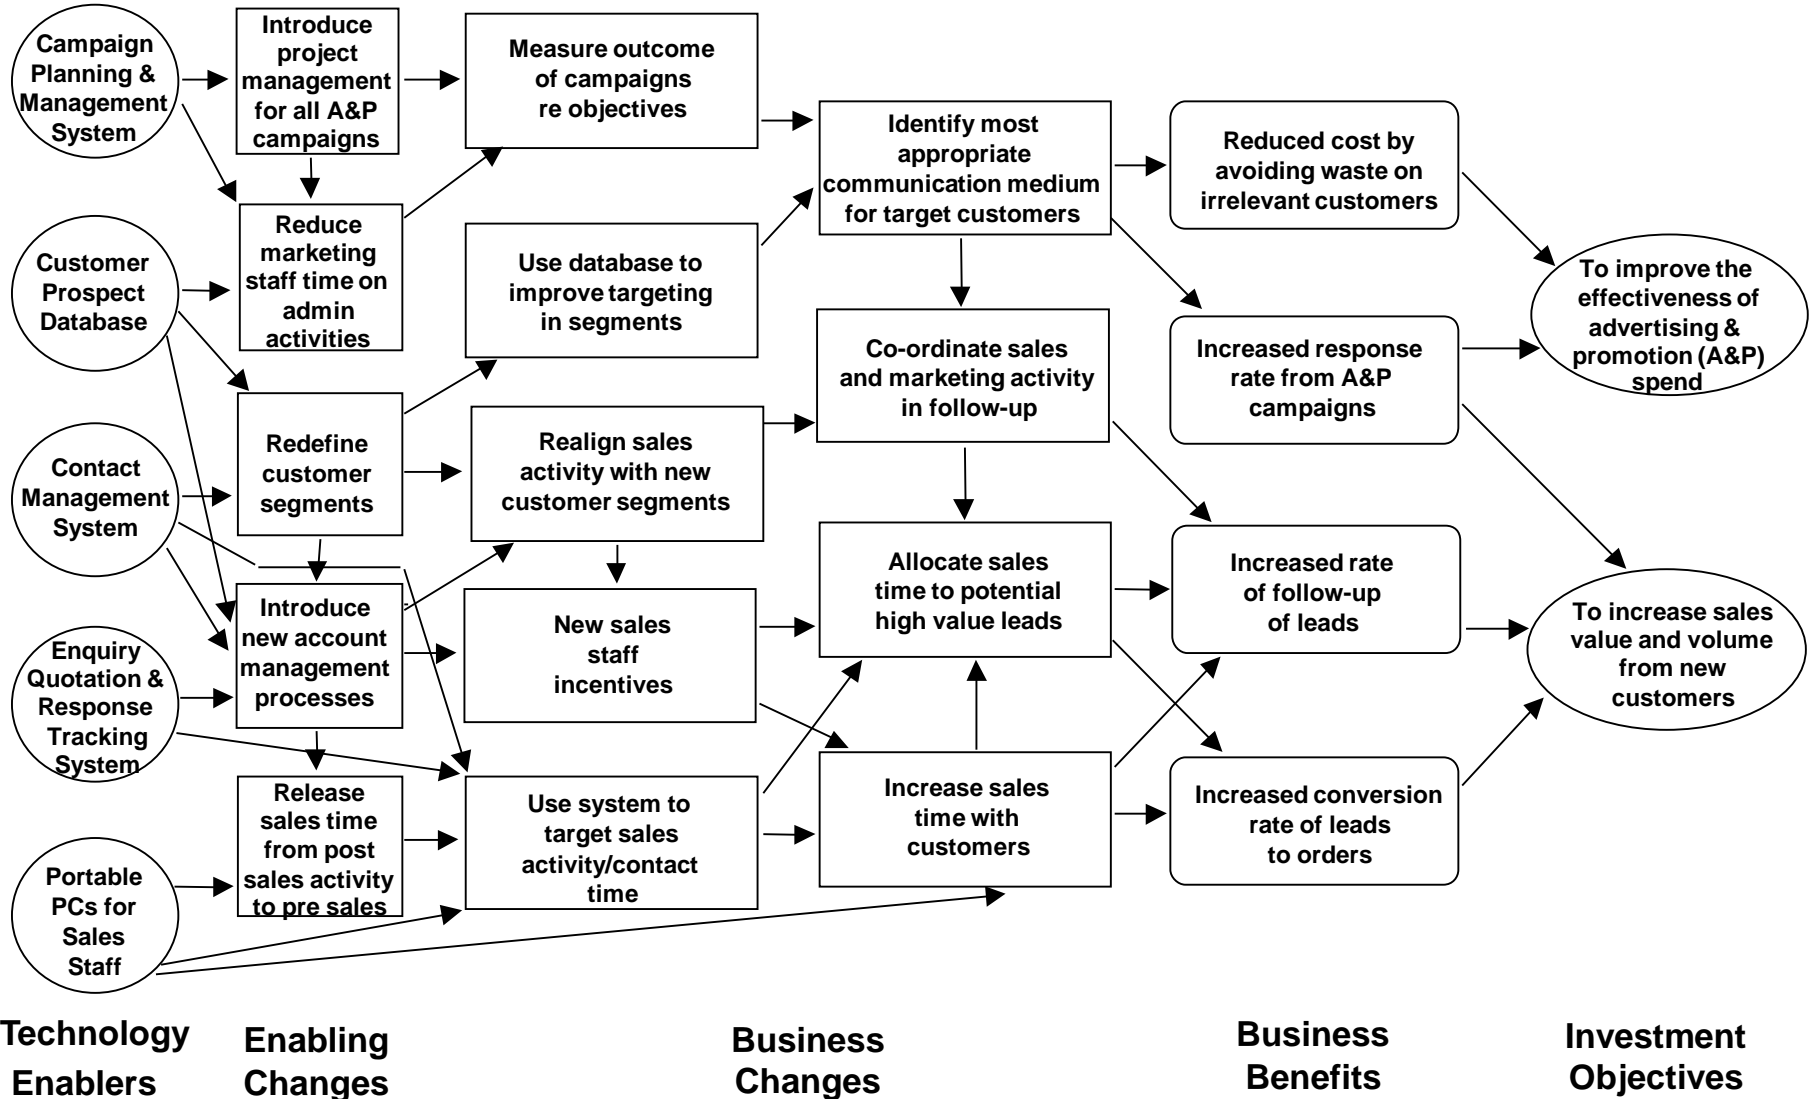 Campaign
Planning &
Management
System
Customer
Prospect
Database
Contact
Management
System
Enquiry
Quotation &
Response
Tracking
System
Portable
PCs for
Sales
Staff
Introduce
project
management
for all A&P
campaigns
Reduce
marketing
staff time on
admin
activities
Redefine
customer
segments
Introduce
new account
management
processes
Release
sales time
from post
sales activity
to pre sales
Measure outcome
of campaigns
re objectives
Use database to
improve targeting
in segments
Realign sales
activity with new
customer segments
New sales
staff
incentives
Use system to
target sales
activity/contact
time
Identify most
appropriate
communication medium
for target customers
Co-ordinate sales
and marketing activity
in follow-up
Allocate sales
time to potential
high value leads
Increase sales
time with
customers
Reduced cost by
avoiding waste on
irrelevant customers
Increased response
rate from A&P
campaigns
Increased rate
of follow-up
of leads
Increased conversion
rate of leads
to orders
To improve the
effectiveness of
advertising &
promotion (A&P)
spend
To increase sales
value and volume
from new
customers
Technology
Enablers
Enabling
Changes
Business
Changes
Business
Benefits
Investment
Objectives